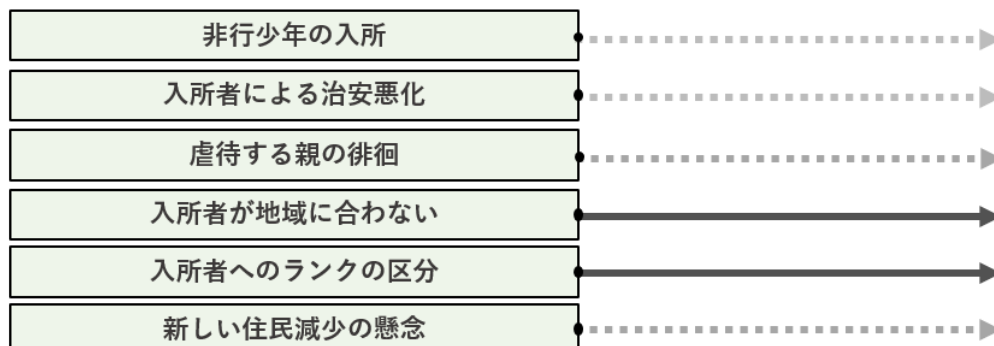 非行少年の入所
入所者による治安悪化
虐待する親の徘徊
入所者が地域に合わない
入所者へのランクの区分
新しい住民減少の懸念